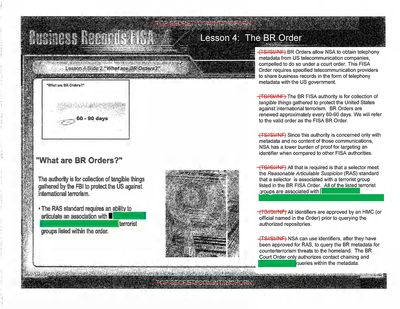 TOP SECRET//COMINT//NOFORN
Business Records FISA
Lesson 4: The BR Order
Lesson 4 Slide 2 "What are BR Orders?"
"What are BR Orders?"
60 - 90 days
"What are BR Orders?"
The authority is for collection of tangible things
gathered by the FBI to protect the US against
international terrorism.
• The RAS standard requires an ability to
articulate an association with
terrorist
groups listed within the order.
(TS//SI//NF) BR Orders allow NSA to obtain telephony
metadata from US telecommunication companies,
compelled to do so under a court order. This FISA
Order requires specified telecommunication providers
to share business records in the form of telephony
metadata with the US government.
(TS//SI//NF) The BR FISA authority is for collection of
tangible things gathered to protect the United States
against international terrorism. BR Orders are
renewed approximately every 60-90 days. We will refer
to the valid order as the FISA BR Order.
(TS//SI//NF) Since this authority is concerned only with
metadata and no content of those communications,
NSA has a lower burden of proof for targeting an
identifier when compared to other FISA authorities.
(TS//SI//NF) All that is required is that a selector meet
the Reasonable Articulable Suspicion (RAS) standard
that a selector is associated with a terrorist group
listed in the BR FISA Order. All of the listed terrorist
groups are associated with
(TS//SI//NF) All identifiers are approved by an HMC (or
official named in the Order) prior to querying the
authorized repositories.
(TS//SI//NF) NSA can use identifiers, after they have
been approved for RAS, to query the BR metadata for
counterterrorism threats to the homeland. The BR
Court Order only authorizes contact chaining and
queries within the metadata.
TOP SECRET//COMINT//NOFORN